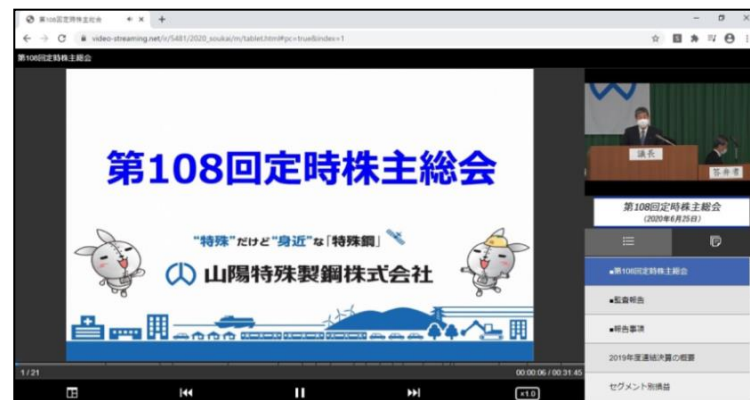 第108回定時株主総会
video-streaming.net/ir/5481/2020_soukai/m/tablet.html#pc=true&index=1
第108回定時株主総会
第108回定時株主総会
"特殊"だけど"身近"な「特殊鋼」
山陽特殊製鋼株式会社
議長
答弁者
第108回定時株主総会
(2020年6月25日)
■第108回定時株主総会
■監査報告
■報告事項
2019年度連結決算の概要
セグメント別損益
1 / 21
00:00:06 / 00:31:45
x1.0